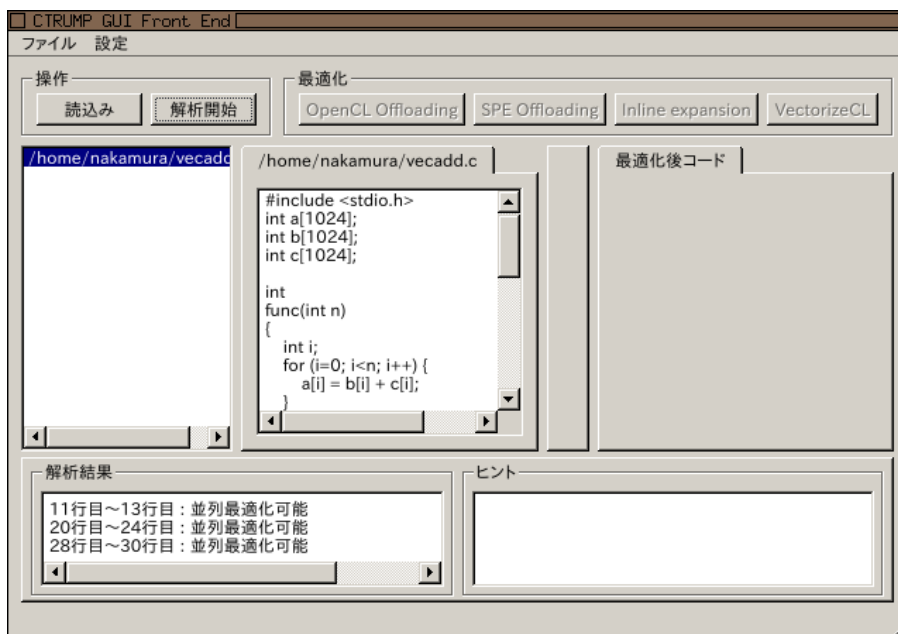 CTRUMP GUI Front End
ファイル 設定
操作
読込み 解析開始
最適化
OpenCL Offloading SPE Offloading Inline expansion VectorizeCL
/home/nakamura/vecadd
/home/nakamura/vecadd.c
#include <stdio.h>
int a[1024];
int b[1024];
int c[1024];
int
func(int n)
{
int i;
for (i=0; i<n; i++) {
a[i] = b[i] + c[i];
}
最適化後コード
解析結果
11行目～13行目 : 並列最適化可能
20行目～24行目 : 並列最適化可能
28行目～30行目 : 並列最適化可能
ヒント